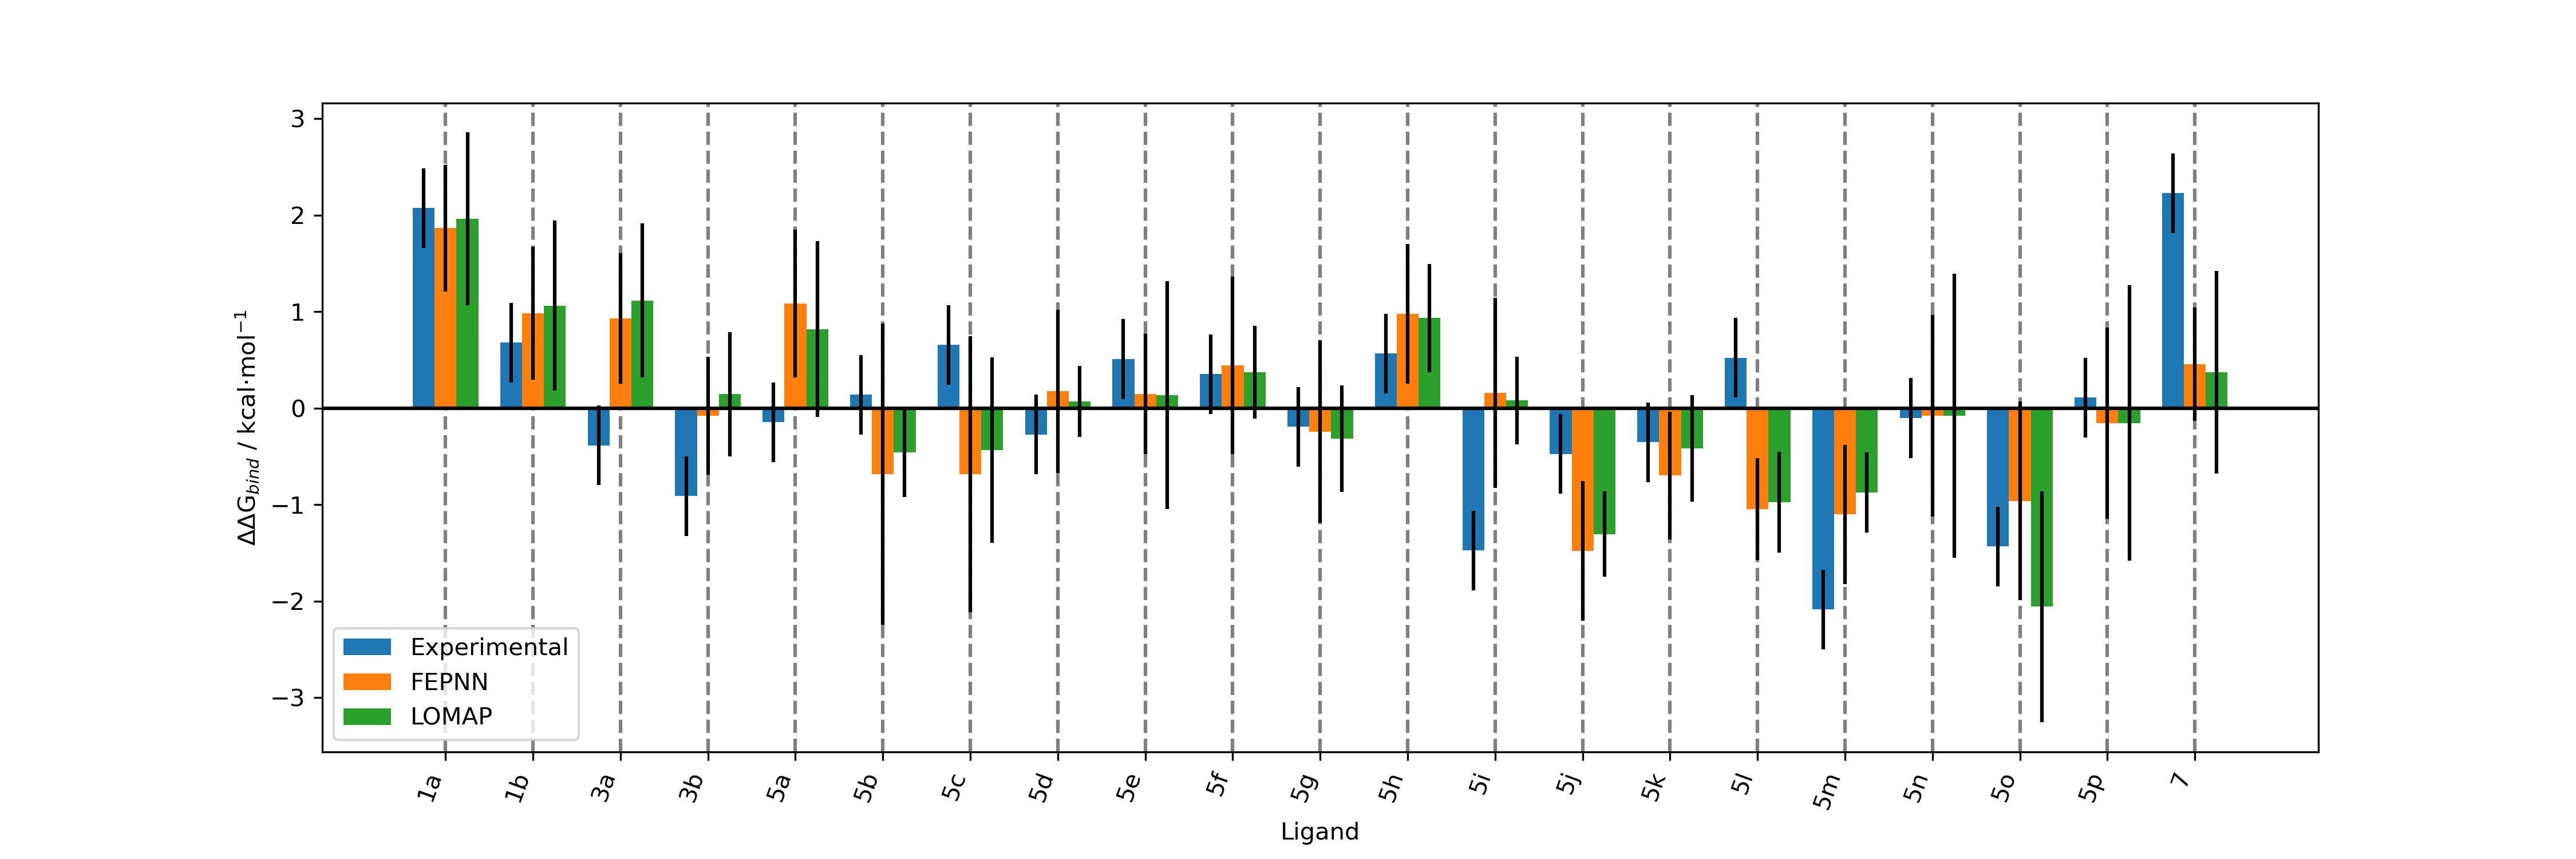 3
2
1
0
−1
−2
−3
ΔΔG_bind / kcal·mol⁻¹
Experimental
FEPNN
LOMAP
1a 1b 3a 3b 5a 5b 5c 5d 5e 5f 5g 5h 5i 5j 5k 5l 5m 5n 5o 5p 7
Ligand